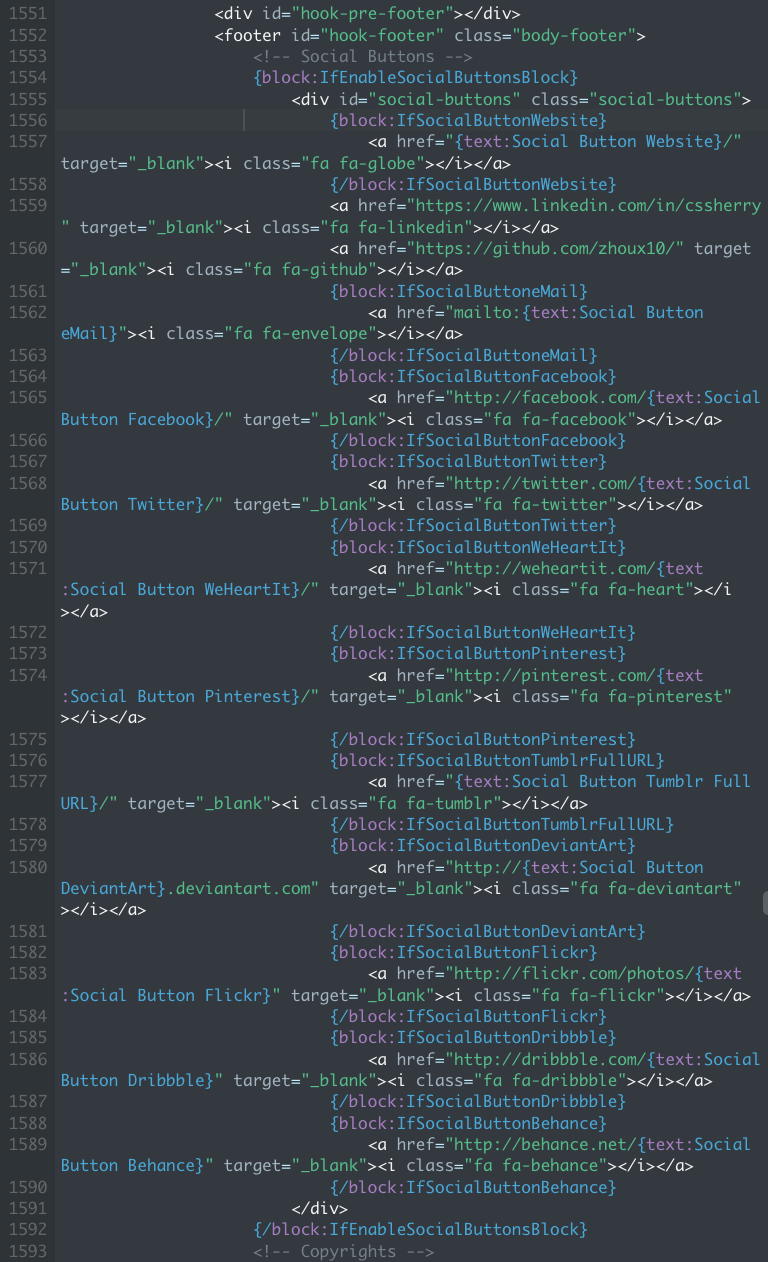 1551 <div id="hook-pre-footer"></div>
1552 <footer id="hook-footer" class="body-footer">
1553 <!-- Social Buttons -->
1554 {block:IfEnableSocialButtonsBlock}
1555 <div id="social-buttons" class="social-buttons">
1556 {block:IfSocialButtonWebsite}
1557 <a href="{text:Social Button Website}/"
target="_blank"><i class="fa fa-globe"></i></a>
1558 {/block:IfSocialButtonWebsite}
1559 <a href="https://www.linkedin.com/in/cssherry
" target="_blank"><i class="fa fa-linkedin"></i></a>
1560 <a href="https://github.com/zhoux10/" target
="_blank"><i class="fa fa-github"></i></a>
1561 {block:IfSocialButtoneMail}
1562 <a href="mailto:{text:Social Button
eMail}"><i class="fa fa-envelope"></i></a>
1563 {/block:IfSocialButtoneMail}
1564 {block:IfSocialButtonFacebook}
1565 <a href="http://facebook.com/{text:Social
Button Facebook}/" target="_blank"><i class="fa fa-facebook"></i></a>
1566 {/block:IfSocialButtonFacebook}
1567 {block:IfSocialButtonTwitter}
1568 <a href="http://twitter.com/{text:Social
Button Twitter}/" target="_blank"><i class="fa fa-twitter"></i></a>
1569 {/block:IfSocialButtonTwitter}
1570 {block:IfSocialButtonWeHeartIt}
1571 <a href="http://weheartit.com/{text
:Social Button WeHeartIt}/" target="_blank"><i class="fa fa-heart"></i
></a>
1572 {/block:IfSocialButtonWeHeartIt}
1573 {block:IfSocialButtonPinterest}
1574 <a href="http://pinterest.com/{text
:Social Button Pinterest}/" target="_blank"><i class="fa fa-pinterest"
></i></a>
1575 {/block:IfSocialButtonPinterest}
1576 {block:IfSocialButtonTumblrFullURL}
1577 <a href="{text:Social Button Tumblr Full
URL}/" target="_blank"><i class="fa fa-tumblr"></i></a>
1578 {/block:IfSocialButtonTumblrFullURL}
1579 {block:IfSocialButtonDeviantArt}
1580 <a href="http://{text:Social Button
DeviantArt}.deviantart.com" target="_blank"><i class="fa fa-deviantart"
></i></a>
1581 {/block:IfSocialButtonDeviantArt}
1582 {block:IfSocialButtonFlickr}
1583 <a href="http://flickr.com/photos/{text
:Social Button Flickr}" target="_blank"><i class="fa fa-flickr"></i></a>
1584 {/block:IfSocialButtonFlickr}
1585 {block:IfSocialButtonDribbble}
1586 <a href="http://dribbble.com/{text:Social
Button Dribbble}" target="_blank"><i class="fa fa-dribbble"></i></a>
1587 {/block:IfSocialButtonDribbble}
1588 {block:IfSocialButtonBehance}
1589 <a href="http://behance.net/{text:Social
Button Behance}" target="_blank"><i class="fa fa-behance"></i></a>
1590 {/block:IfSocialButtonBehance}
1591 </div>
1592 {/block:IfEnableSocialButtonsBlock}
1593 <!-- Copyrights -->